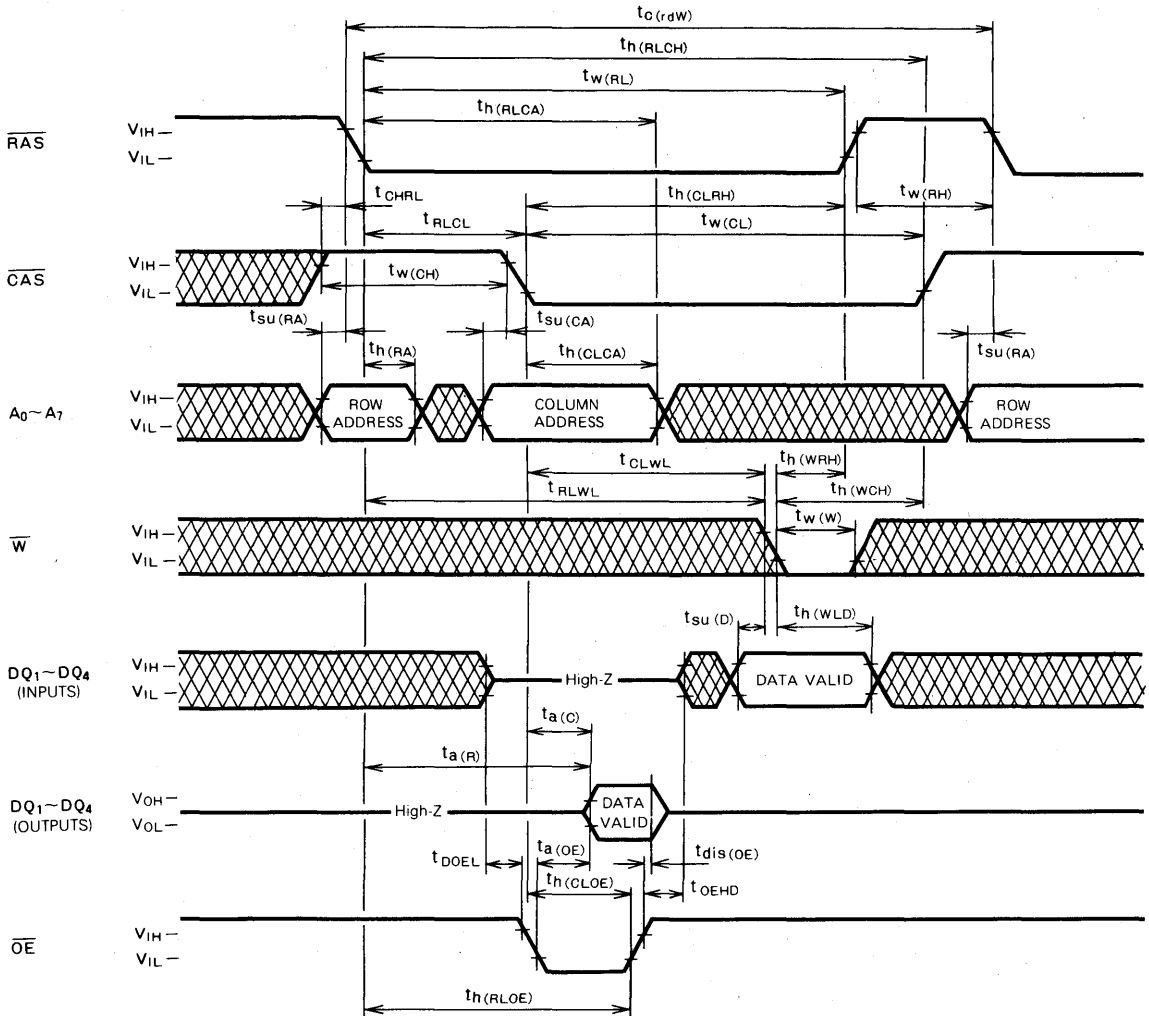 tC(rdW)
th(RLCH)
tw(RL)
th(RLCA)
RAS
VIH
VIL
tCHRL
th(CLRH)
tw(RH)
tRLCL
tw(CL)
CAS
VIH
VIL
tw(CH)
tsu(RA)
tsu(CA)
th(RA)
th(CLCA)
tsu(RA)
A0~A7
VIH
VIL
ROW
ADDRESS
COLUMN
ADDRESS
ROW
ADDRESS
tCLWL
th(WRH)
tRLWL
th(WCH)
tw(W)
W
VIH
VIL
tsu(D)
th(WLD)
DQ1~DQ4
(INPUTS)
VIH
VIL
High-Z
DATA VALID
ta(C)
ta(R)
DQ1~DQ4
(OUTPUTS)
VOH
VOL
High-Z
DATA
VALID
tDOEL
ta(OE)
tdis(OE)
th(CLOE)
tOEHD
OE
VIH
VIL
th(RLOE)